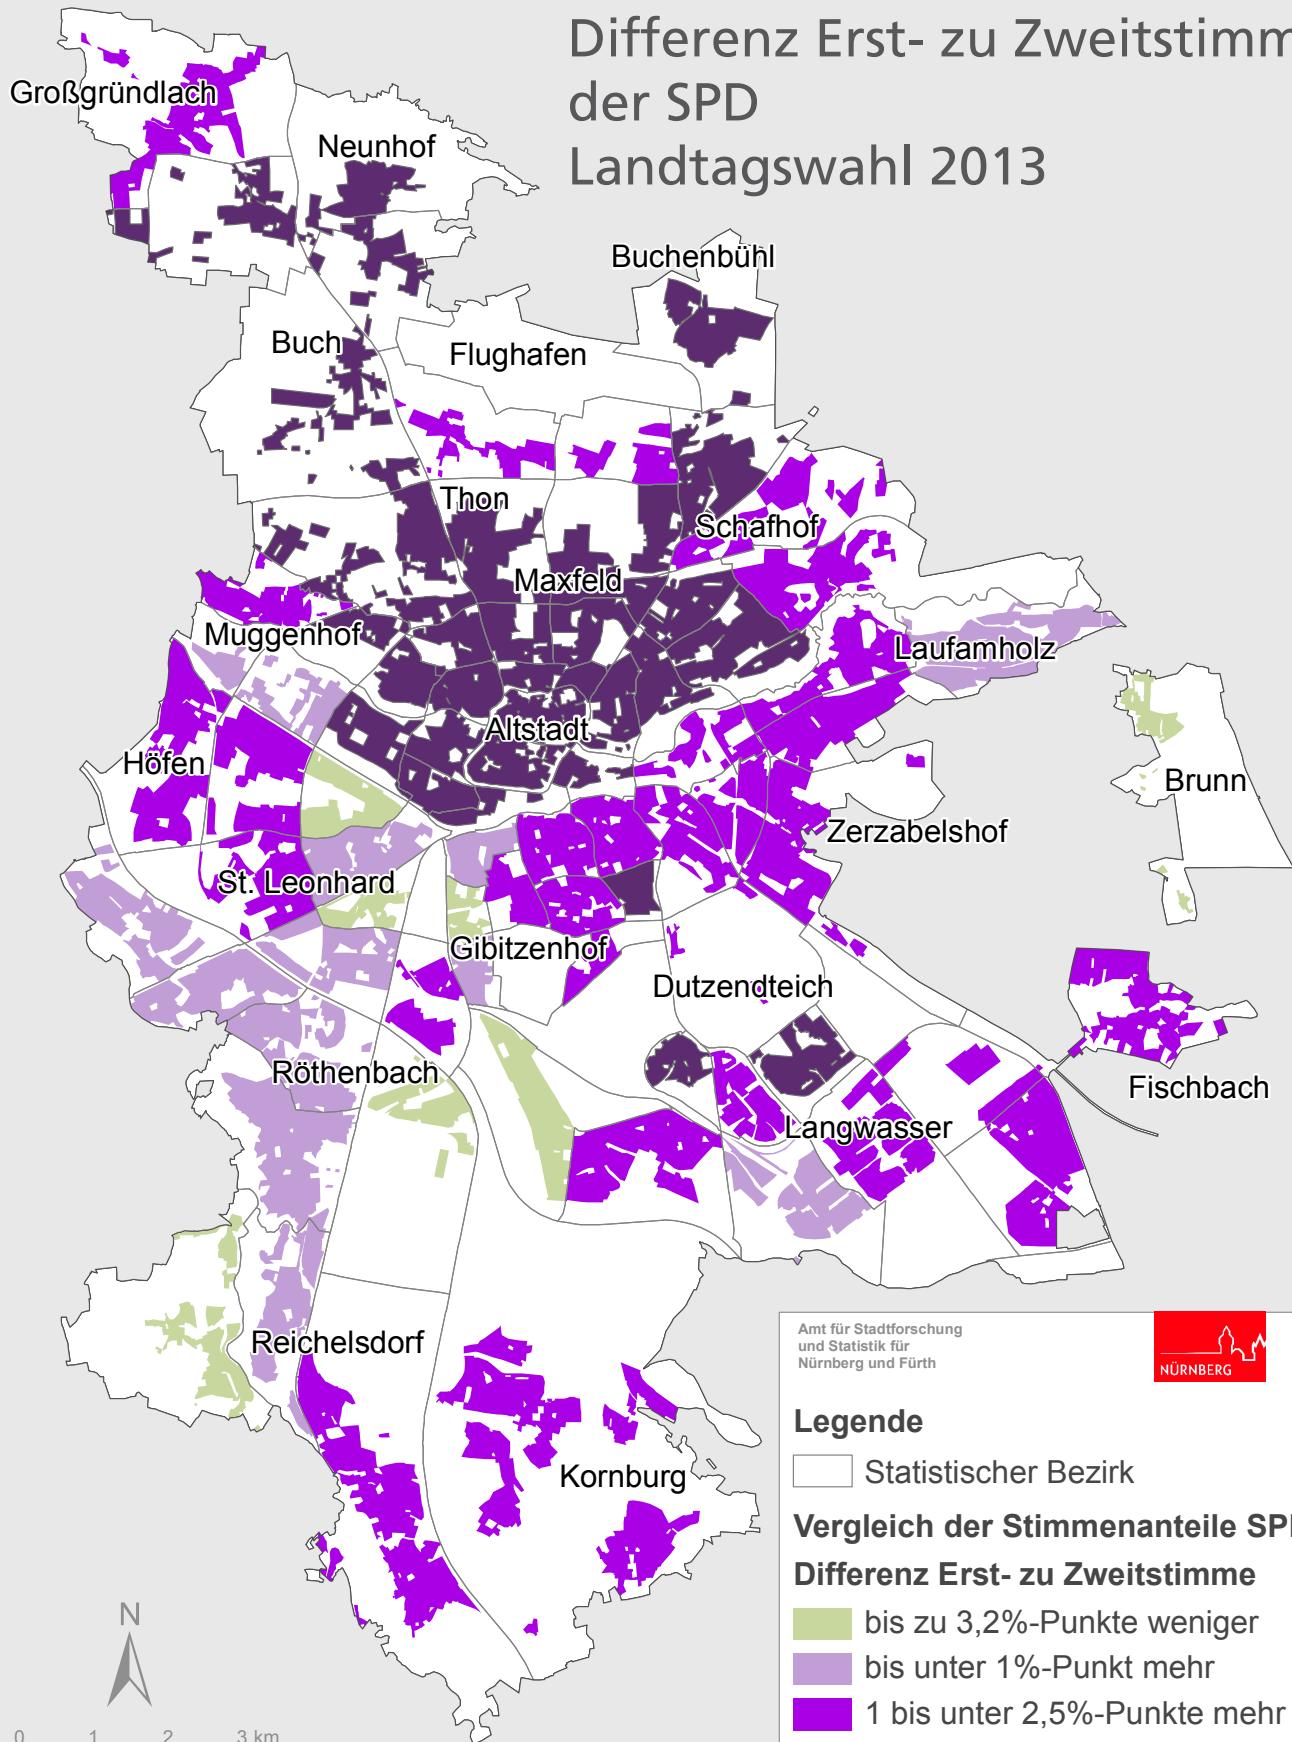 Differenz Erst- zu Zweitstimm
der SPD
Landtagswahl 2013
Großgründlach
Neunhof
Buchenbühl
Buch
Flughafen
Thon
Schafhof
Maxfeld
Muggenhof
Laufamholz
Altstadt
Höfen
Brunn
Zerzabelshof
St. Leonhard
Gibitzenhof
Dutzendteich
Röthenbach
Fischbach
Langwasser
Reichelsdorf
Kornburg
Amt für Stadtforschung
und Statistik für
Nürnberg und Fürth
NÜRNBERG
Legende
Statistischer Bezirk
Vergleich der Stimmenanteile SP
Differenz Erst- zu Zweitstimme
bis zu 3,2%-Punkte weniger
bis unter 1%-Punkt mehr
1 bis unter 2,5%-Punkte mehr
N
0 1 2 3 km